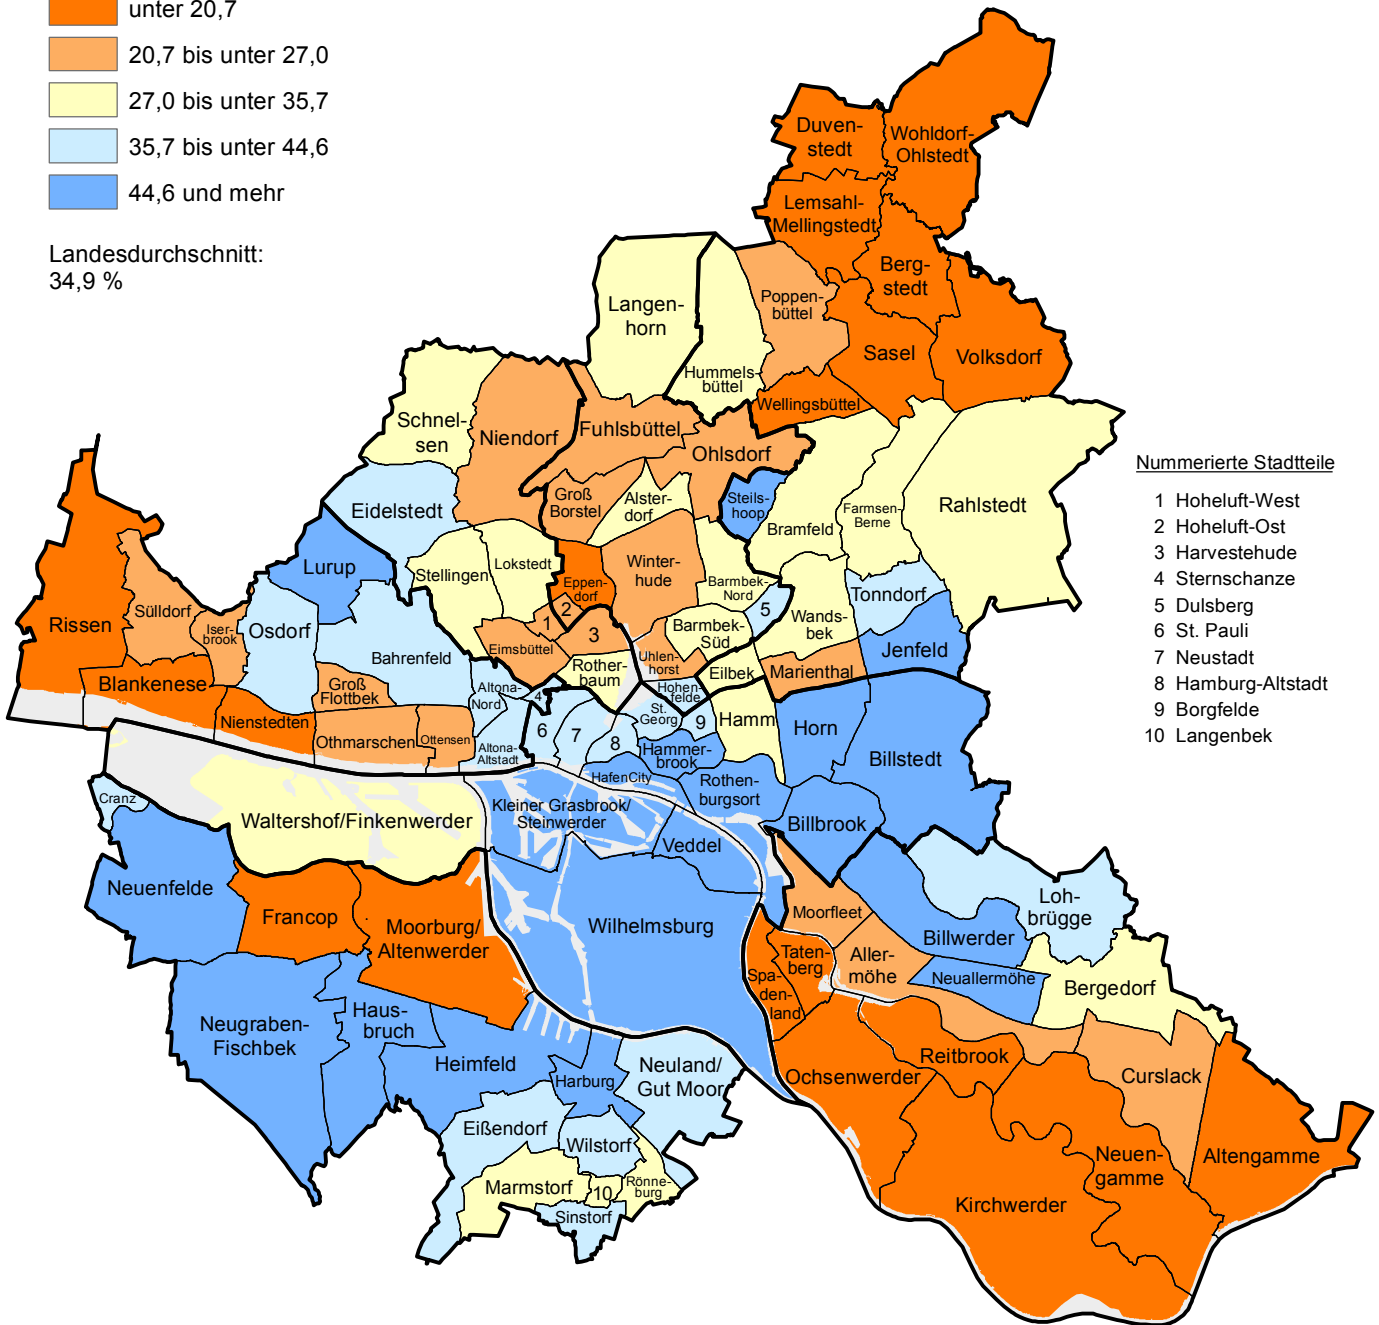 unter 20,7
20,7 bis unter 27,0
27,0 bis unter 35,7
35,7 bis unter 44,6
44,6 und mehr
Landesdurchschnitt:
34,9 %
Duven-
stedt
Wohldorf-
Ohlstedt
Lemsahl-
Mellingstedt
Berg-
stedt
Poppen-
büttel
Sasel
Volksdorf
Langen-
horn
Hummels-
büttel
Wellingsbüttel
Schnel-
sen
Niendorf
Fuhlsbüttel
Ohlsdorf
Groß
Borstel
Alster-
dorf
Steils-
hoop
Bramfeld
Farmsen-
Berne
Rahlstedt
Eidelstedt
Lurup
Stellingen
Lokstedt
Eppen-
dorf
Winter-
hude
Barmbek-
Nord
5
Wands-
bek
Tonndorf
Jenfeld
Rissen
Sülldorf
Iser-
brook
Osdorf
Bahrenfeld
Eimsbüttel
1
2
3
Rother-
baum
Uhlen-
horst
Barmbek-
Süd
Eilbek
Marienthal
Blankenese
Groß
Flottbek
Nienstedten
Othmarschen
Ottensen
Altona-
Nord
4
Altona-
Altstadt
6
7
8
St.
Georg
Hohen-
felde
9
Hamm
Horn
Billstedt
Hammer-
brook
HafenCity
Rothen-
burgsort
Billbrook
Cranz
Waltershof/Finkenwerder
Kleiner Grasbrook/
Steinwerder
Veddel
Neuenfelde
Francop
Moorburg/
Altenwerder
Wilhelmsburg
Moorfleet
Billwerder
Loh-
brügge
Spa-
den-
land
Taten-
berg
Aller-
möhe
Neuallermöhe
Bergedorf
Neugraben-
Fischbek
Haus-
bruch
Heimfeld
Harburg
Neuland/
Gut Moor
Ochsenwerder
Reitbrook
Curslack
Eißendorf
Wilstorf
Marmstorf
10
Rönne-
burg
Sinstorf
Kirchwerder
Neuen-
gamme
Altengamme
Nummerierte Stadtteile
1 Hoheluft-West
2 Hoheluft-Ost
3 Harvestehude
4 Sternschanze
5 Dulsberg
6 St. Pauli
7 Neustadt
8 Hamburg-Altstadt
9 Borgfelde
10 Langenbek